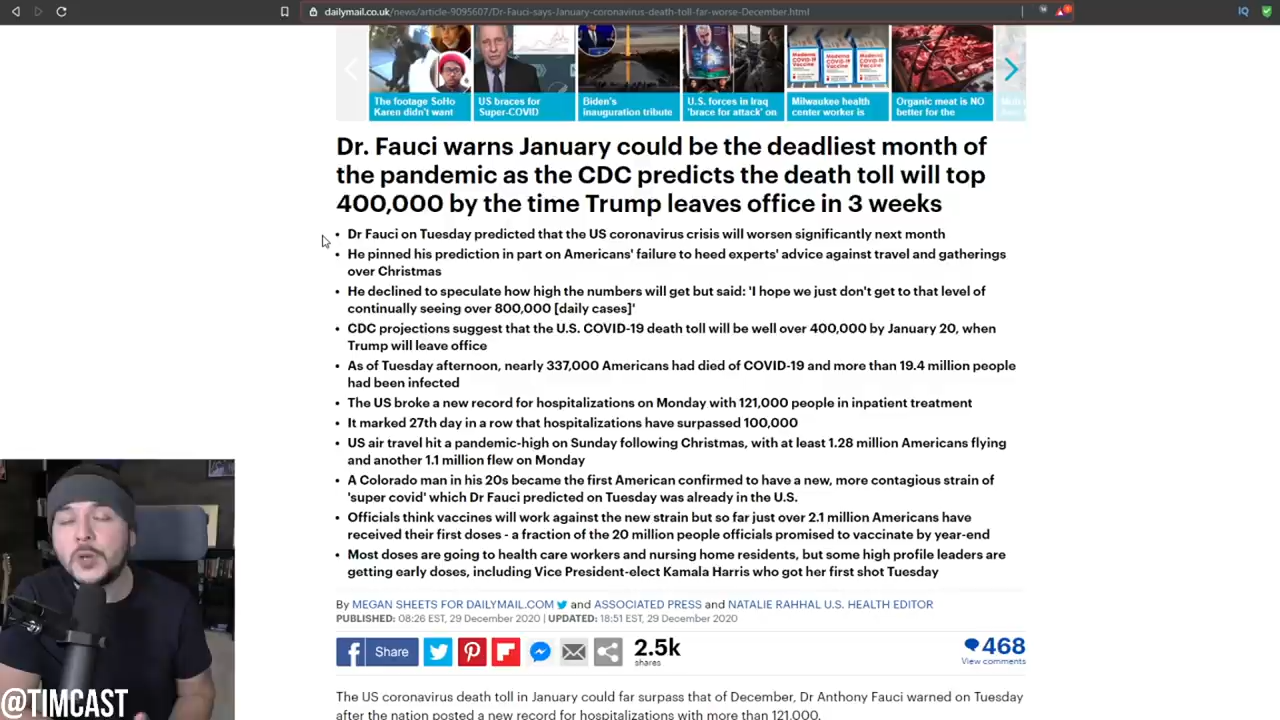 dailymail.co.uk/news/article-9095607/Dr-Fauci-says-January-coronavirus-death-toll-far-worse-December.html
IQ
The footage SoHo
Karen didn't want
US braces for
Super-COVID
Biden's
inauguration tribute
U.S. forces in Iraq
'brace for attack' on
Milwaukee health
center worker is
Organic meat is NO
better for the
Dr. Fauci warns January could be the deadliest month of
the pandemic as the CDC predicts the death toll will top
400,000 by the time Trump leaves office in 3 weeks
• Dr Fauci on Tuesday predicted that the US coronavirus crisis will worsen significantly next month
• He pinned his prediction in part on Americans' failure to heed experts' advice against travel and gatherings
over Christmas
• He declined to speculate how high the numbers will get but said: 'I hope we just don't get to that level of
continually seeing over 800,000 [daily cases]'
• CDC projections suggest that the U.S. COVID-19 death toll will be well over 400,000 by January 20, when
Trump will leave office
• As of Tuesday afternoon, nearly 337,000 Americans had died of COVID-19 and more than 19.4 million people
had been infected
• The US broke a new record for hospitalizations on Monday with 121,000 people in inpatient treatment
• It marked 27th day in a row that hospitalizations have surpassed 100,000
• US air travel hit a pandemic-high on Sunday following Christmas, with at least 1.28 million Americans flying
and another 1.1 million flew on Monday
• A Colorado man in his 20s became the first American confirmed to have a new, more contagious strain of
'super covid' which Dr Fauci predicted on Tuesday was already in the U.S.
• Officials think vaccines will work against the new strain but so far just over 2.1 million Americans have
received their first doses - a fraction of the 20 million people officials promised to vaccinate by year-end
• Most doses are going to health care workers and nursing home residents, but some high profile leaders are
getting early doses, including Vice President-elect Kamala Harris who got her first shot Tuesday
By MEGAN SHEETS FOR DAILYMAIL.COM and ASSOCIATED PRESS and NATALIE RAHHAL U.S. HEALTH EDITOR
PUBLISHED: 08:26 EST, 29 December 2020 | UPDATED: 18:51 EST, 29 December 2020
Share
2.5k
shares
468
View comments
The US coronavirus death toll in January could far surpass that of December, Dr Anthony Fauci warned on Tuesday
after the nation posted a new record for hospitalizations with more than 121,000.
@TIMCAST